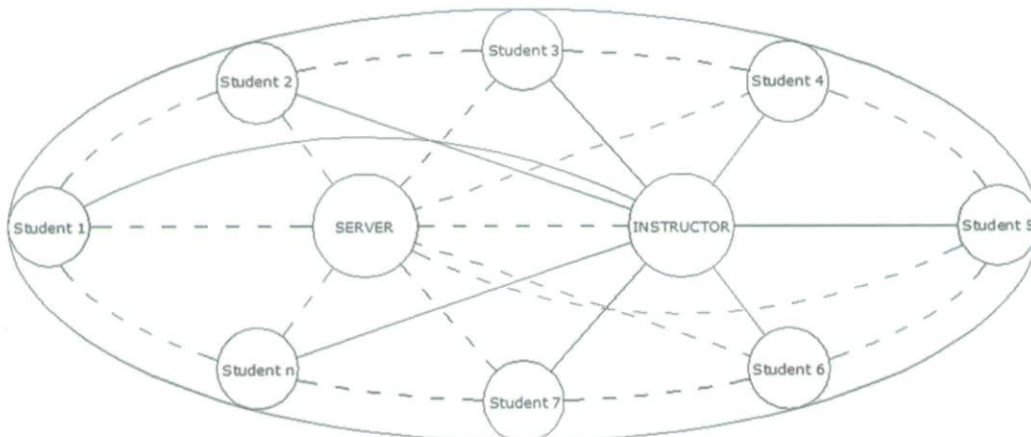 Student 3
Student 2
Student 4
Student 1
SERVER
INSTRUCTOR
Student 5
Student n
Student 6
Student 7